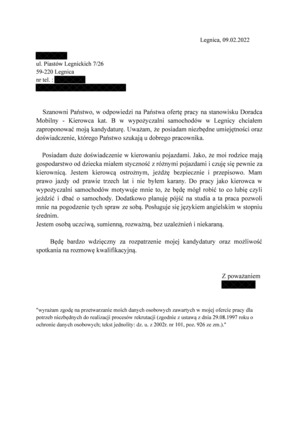 Legnica, 09.02.2022
ul. Piastów Legnickich 7/26
59-220 Legnica
nr tel. :
Szanowni Państwo, w odpowiedzi na Państwa ofertę pracy na stanowisku Doradca
Mobilny - Kierowca kat. B w wypożyczalni samochodów w Legnicy chciałem
zaproponować moją kandydaturę. Uważam, że posiadam niezbędne umiejętności oraz
doświadczenie, którego Państwo szukają u dobrego pracownika.
Posiadam duże doświadczenie w kierowaniu pojazdami. Jako, że moi rodzice mają
gospodarstwo od dziecka miałem styczność z różnymi pojazdami i czuję się pewnie za
kierownicą. Jestem kierowcą ostrożnym, jeżdżę bezpiecznie i przepisowo. Mam
prawo jazdy od prawie trzech lat i nie byłem karany. Do pracy jako kierowca w
wypożyczalni samochodów motywuje mnie to, że będę mógł robić to co lubię czyli
jeździć i dbać o samochody. Dodatkowo planuję pójść na studia a ta praca pozwoli
mnie na pogodzenie tych spraw ze sobą. Posługuje się językiem angielskim w stopniu
średnim.
Jestem osobą uczciwą, sumienną, rozważną, bez uzależnień i niekaraną.
Będę bardzo wdzięczny za rozpatrzenie mojej kandydatury oraz możliwość
spotkania na rozmowę kwalifikacyjną.
Z poważaniem
"wyrażam zgodę na przetwarzanie moich danych osobowych zawartych w mojej ofercie pracy dla
potrzeb niezbędnych do realizacji procesów rekrutacji (zgodnie z ustawą z dnia 29.08.1997 roku o
ochronie danych osobowych; tekst jednolity: dz. u. z 2002r. nr 101, poz. 926 ze zm.)."